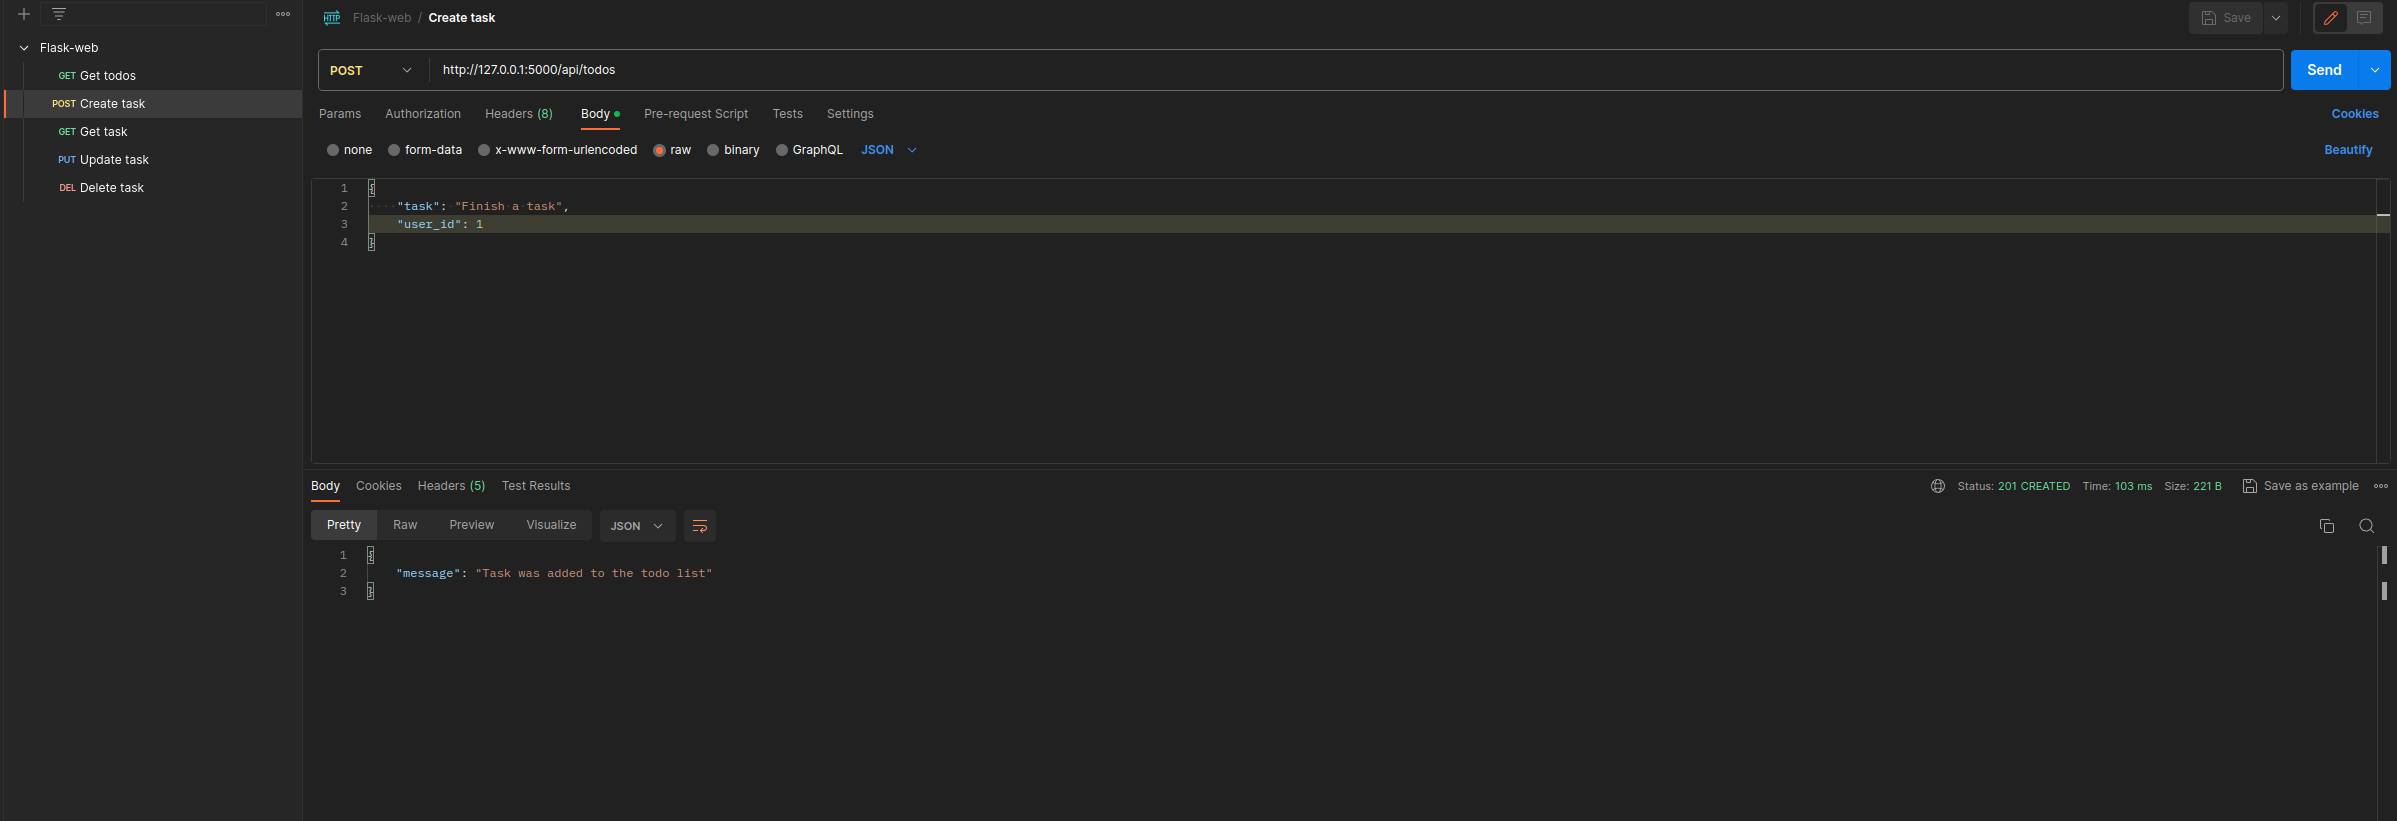 Flask-web
GET Get todos
POST Create task
GET Get task
PUT Update task
DEL Delete task
HTTP Flask-web / Create task
Save
POST http://127.0.0.1:5000/api/todos Send
Params Authorization Headers (8) Body Pre-request Script Tests Settings Cookies
none form-data x-www-form-urlencoded raw binary GraphQL JSON Beautify
1 {
2 "task": "Finish a task",
3 "user_id": 1
4 }
Body Cookies Headers (5) Test Results Status: 201 CREATED Time: 103 ms Size: 221 B Save as example
Pretty Raw Preview Visualize JSON
1 {
2 "message": "Task was added to the todo list"
3 }